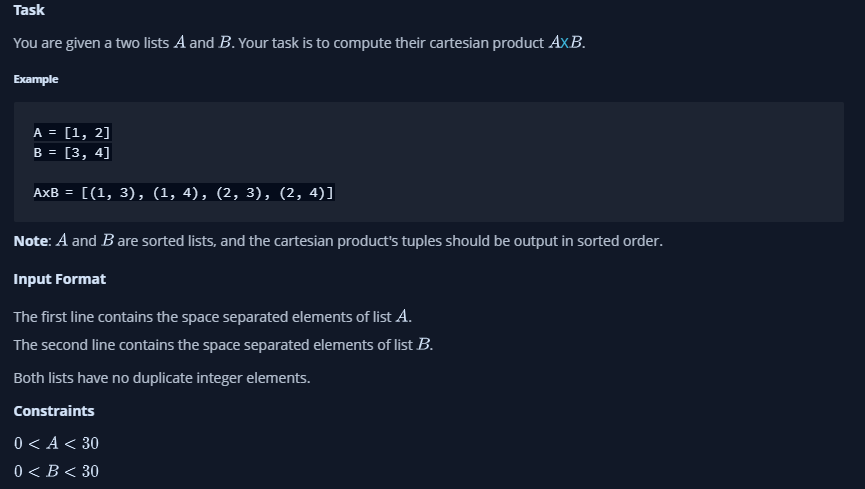 Task
You are given a two lists A and B. Your task is to compute their cartesian product AXB.
Example
A = [1, 2]
B = [3, 4]
AxB = [(1, 3), (1, 4), (2, 3), (2, 4)]
Note: A and B are sorted lists, and the cartesian product's tuples should be output in sorted order.
Input Format
The first line contains the space separated elements of list A.
The second line contains the space separated elements of list B.
Both lists have no duplicate integer elements.
Constraints
0 < A < 30
0 < B < 30